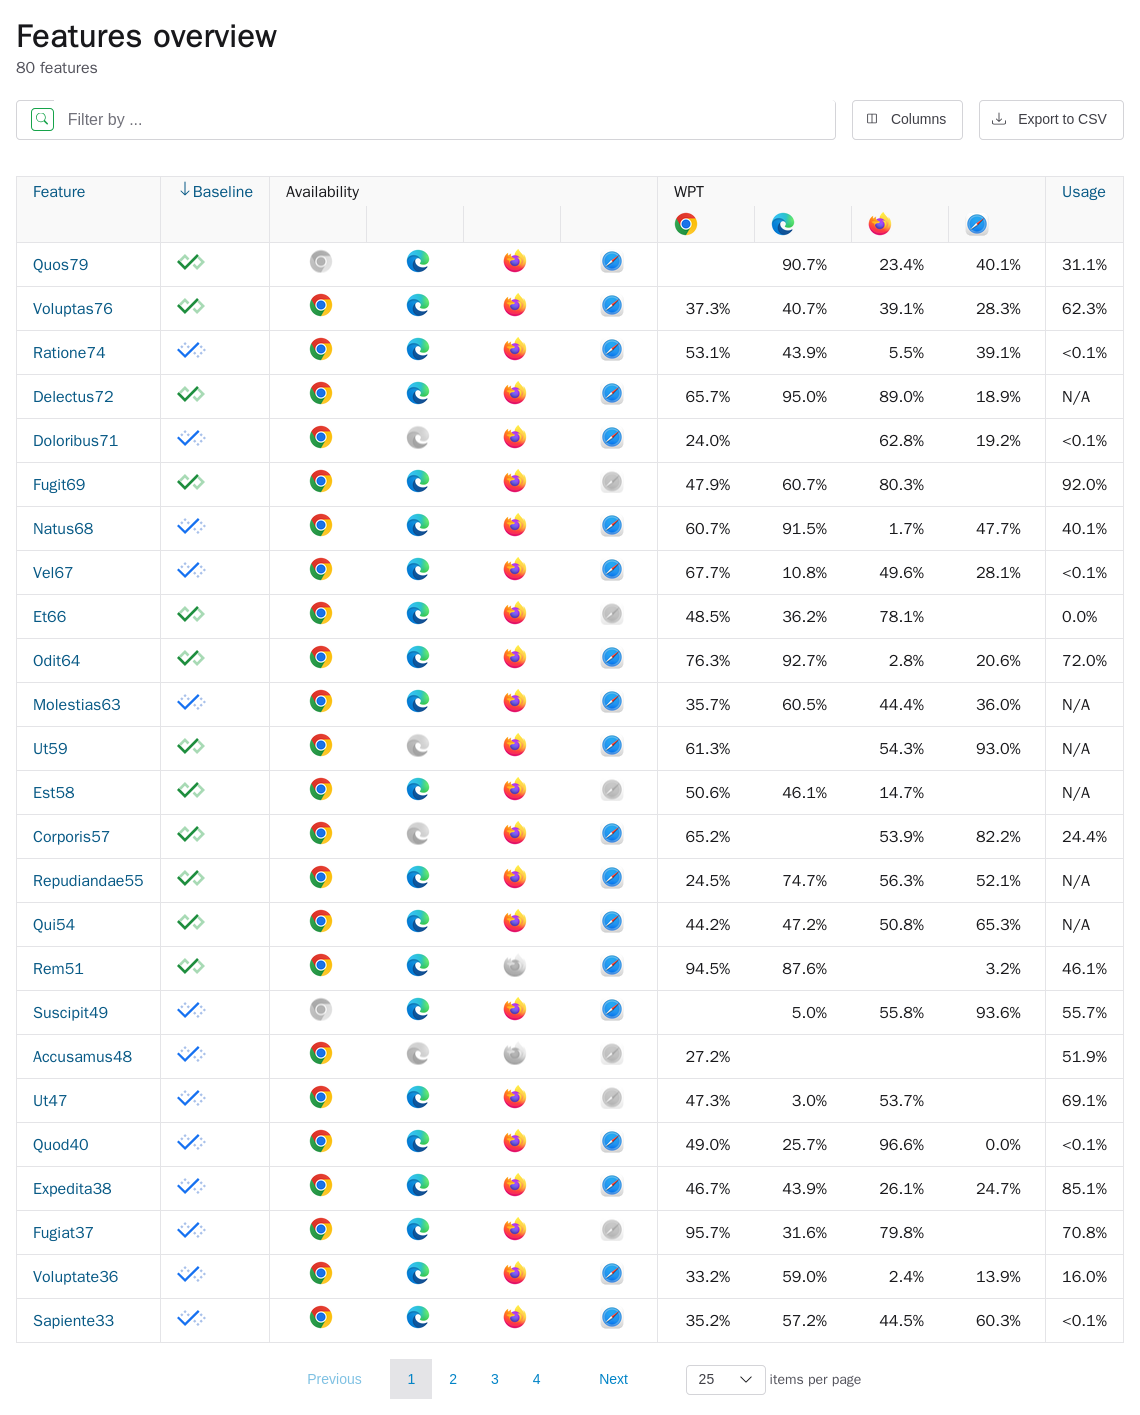 Features overview
80 features
Filter by ...
Columns
Export to CSV
Feature Baseline Availability WPT Usage
Quos79 90.7% 23.4% 40.1% 31.1%
Voluptas76 37.3% 40.7% 39.1% 28.3% 62.3%
Ratione74 53.1% 43.9% 5.5% 39.1% <0.1%
Delectus72 65.7% 95.0% 89.0% 18.9% N/A
Doloribus71 24.0% 62.8% 19.2% <0.1%
Fugit69 47.9% 60.7% 80.3% 92.0%
Natus68 60.7% 91.5% 1.7% 47.7% 40.1%
Vel67 67.7% 10.8% 49.6% 28.1% <0.1%
Et66 48.5% 36.2% 78.1% 0.0%
Odit64 76.3% 92.7% 2.8% 20.6% 72.0%
Molestias63 35.7% 60.5% 44.4% 36.0% N/A
Ut59 61.3% 54.3% 93.0% N/A
Est58 50.6% 46.1% 14.7% N/A
Corporis57 65.2% 53.9% 82.2% 24.4%
Repudiandae55 24.5% 74.7% 56.3% 52.1% N/A
Qui54 44.2% 47.2% 50.8% 65.3% N/A
Rem51 94.5% 87.6% 3.2% 46.1%
Suscipit49 5.0% 55.8% 93.6% 55.7%
Accusamus48 27.2% 51.9%
Ut47 47.3% 3.0% 53.7% 69.1%
Quod40 49.0% 25.7% 96.6% 0.0% <0.1%
Expedita38 46.7% 43.9% 26.1% 24.7% 85.1%
Fugiat37 95.7% 31.6% 79.8% 70.8%
Voluptate36 33.2% 59.0% 2.4% 13.9% 16.0%
Sapiente33 35.2% 57.2% 44.5% 60.3% <0.1%
Previous 1 2 3 4 Next 25 items per page